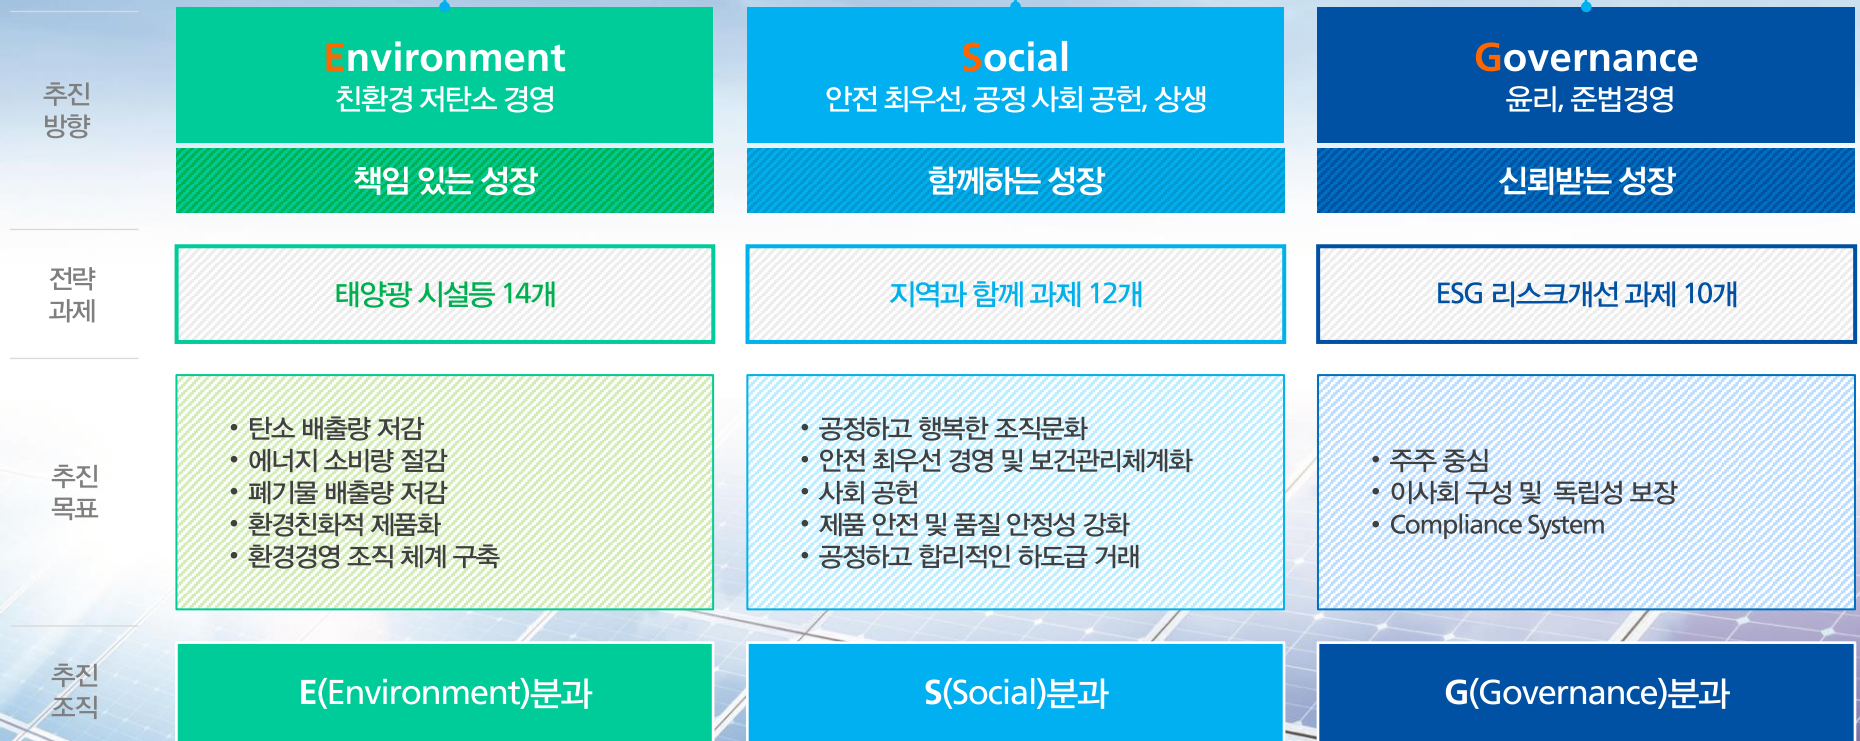 추진
방향
Environment
친환경 저탄소 경영
책임 있는 성장
Social
안전 최우선, 공정 사회 공헌, 상생
함께하는 성장
Governance
윤리, 준법경영
신뢰받는 성장
전략
과제
태양광 시설등 14개
지역과 함께 과제 12개
ESG 리스크개선 과제 10개
추진
목표
• 탄소 배출량 저감
• 에너지 소비량 절감
• 폐기물 배출량 저감
• 환경친화적 제품화
• 환경경영 조직 체계 구축
• 공정하고 행복한 조직문화
• 안전 최우선 경영 및 보건관리체계화
• 사회 공헌
• 제품 안전 및 품질 안정성 강화
• 공정하고 합리적인 하도급 거래
• 주주 중심
• 이사회 구성 및 독립성 보장
• Compliance System
추진
조직
E(Environment)분과
S(Social)분과
G(Governance)분과